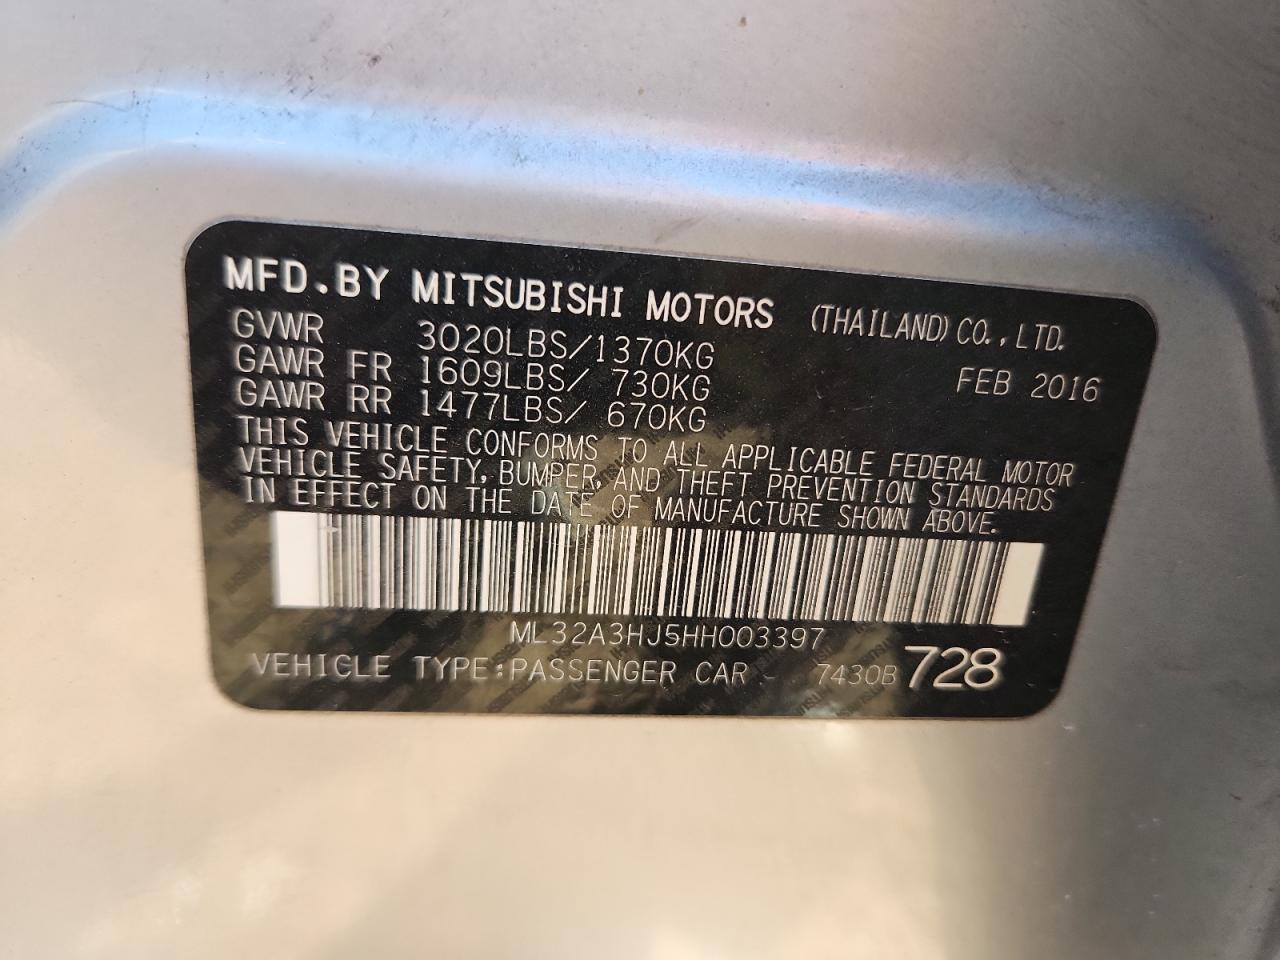 MFD.BY MITSUBISHI MOTORS (THAILAND) CO., LTD.
GVWR 3020LBS/1370KG
GAWR FR 1609LBS/ 730KG FEB 2016
GAWR RR 1477LBS/ 670KG
THIS VEHICLE CONFORMS TO ALL APPLICABLE FEDERAL MOTOR
VEHICLE SAFETY, BUMPER, AND THEFT PREVENTION STANDARDS
IN EFFECT ON THE DATE OF MANUFACTURE SHOWN ABOVE.
ML32A3HJ5HH003397
VEHICLE TYPE:PASSENGER CAR 7430B 728